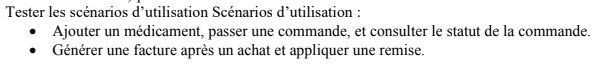 Tester les scénarios d'utilisation Scénarios d'utilisation :
• Ajouter un médicament, passer une commande, et consulter le statut de la commande.
• Générer une facture après un achat et appliquer une remise.